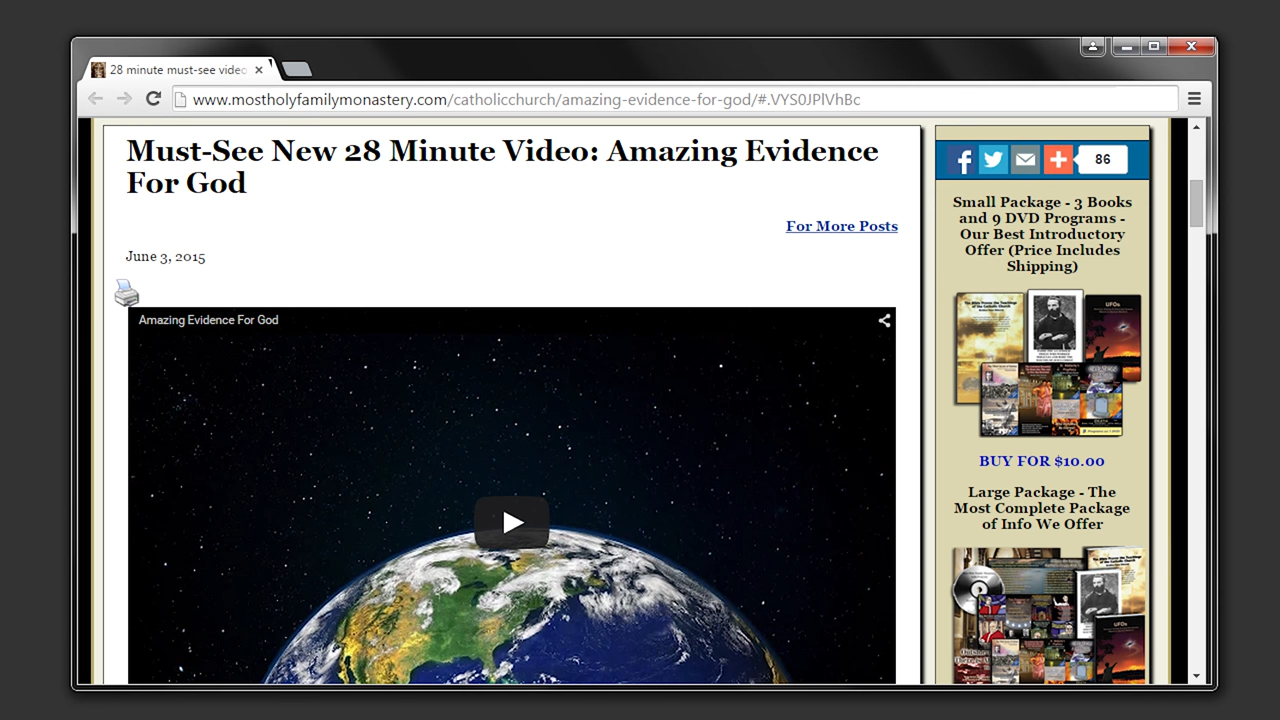 28 minute must-see video
www.mostholyfamilymonastery.com/catholicchurch/amazing-evidence-for-god/#.VYS0JPlVhBc
Must-See New 28 Minute Video: Amazing Evidence
For God
For More Posts
June 3, 2015
Amazing Evidence For God
86
Small Package - 3 Books
and 9 DVD Programs -
Our Best Introductory
Offer (Price Includes
Shipping)
UFOs
BUY FOR $10.00
Large Package - The
Most Complete Package
of Info We Offer
UFOs